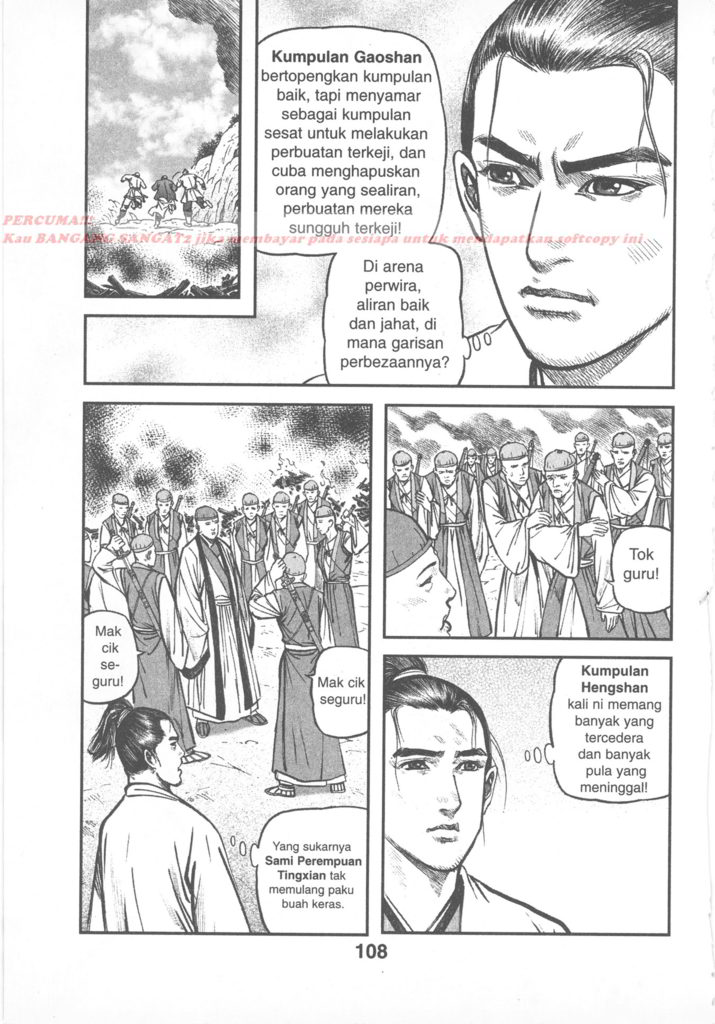 Kumpulan Gaoshan
bertopengkan kumpulan
baik, tapi menyamar
sebagai kumpulan
sesat untuk melakukan
perbuatan terkeji, dan
cuba menghapuskan
orang yang sealiran,
perbuatan mereka
sungguh terkeji!
PERCUMA!!!
Kau BANGANG SANGAT2 jika membayar pada sesiapa untuk mendapatkan softcopy ini
Di arena
perwira,
aliran baik
dan jahat, di
mana garisan
perbezaannya?
Mak
cik
se-
guru!
Mak cik
seguru!
Yang sukarnya
Sami Perempuan
Tingxian tak
memulang paku
buah keras.
Tok
guru!
Kumpulan
Hengshan
kali ni memang
banyak yang
tercedera
dan banyak
pula yang
meninggal!
108